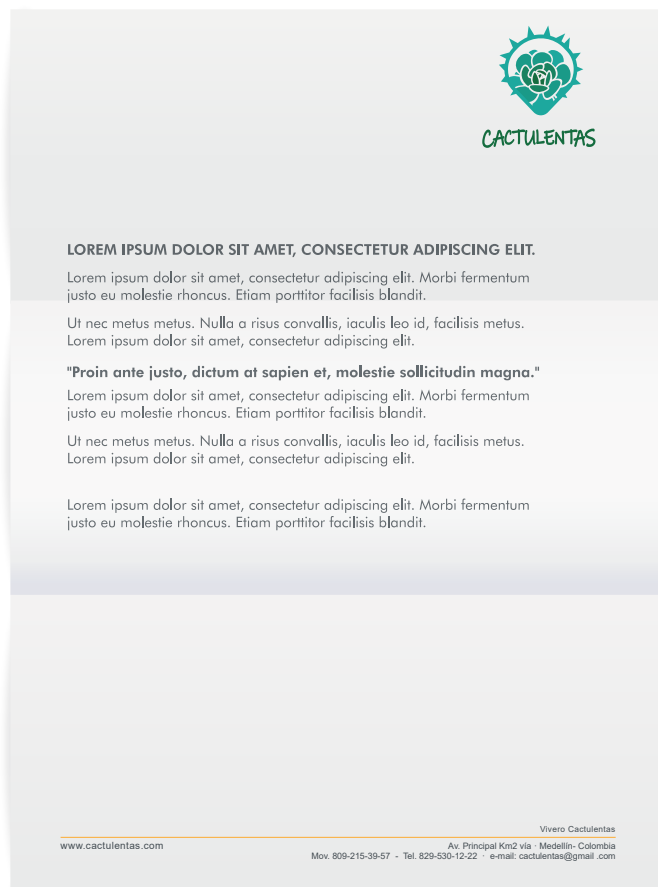 CACTULENTAS
LOREM IPSUM DOLOR SIT AMET, CONSECTETUR ADIPISCING ELIT.
Lorem ipsum dolor sit amet, consectetur adipiscing elit. Morbi fermentum
justo eu molestie rhoncus. Etiam porttitor facilisis blandit.
Ut nec metus metus. Nulla a risus convallis, iaculis leo id, facilisis metus.
Lorem ipsum dolor sit amet, consectetur adipiscing elit.
"Proin ante justo, dictum at sapien et, molestie sollicitudin magna."
Lorem ipsum dolor sit amet, consectetur adipiscing elit. Morbi fermentum
justo eu molestie rhoncus. Etiam porttitor facilisis blandit.
Ut nec metus metus. Nulla a risus convallis, iaculis leo id, facilisis metus.
Lorem ipsum dolor sit amet, consectetur adipiscing elit.
Lorem ipsum dolor sit amet, consectetur adipiscing elit. Morbi fermentum
justo eu molestie rhoncus. Etiam porttitor facilisis blandit.
Vivero Cactulentas
www.cactulentas.com
Av. Principal Km2 vía · Medellín- Colombia
Mov. 809-215-39-57 - Tel. 829-530-12-22 · e-mail: cactulentas@gmail .com